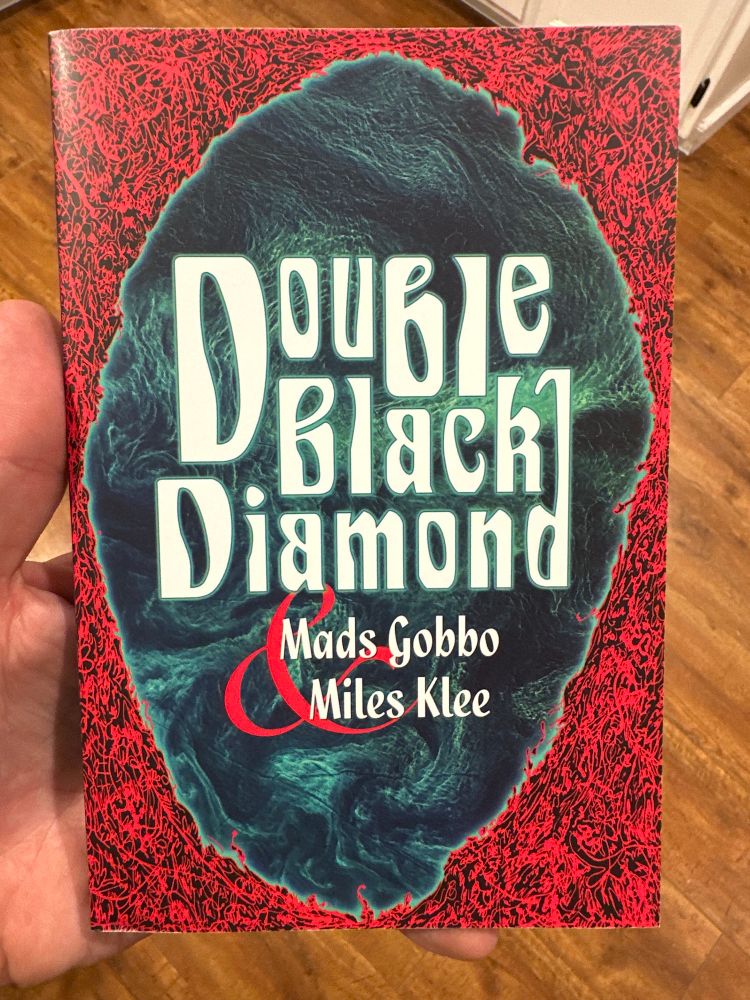 Double
Black
Diamond
Mads Gobbo
& Miles Klee